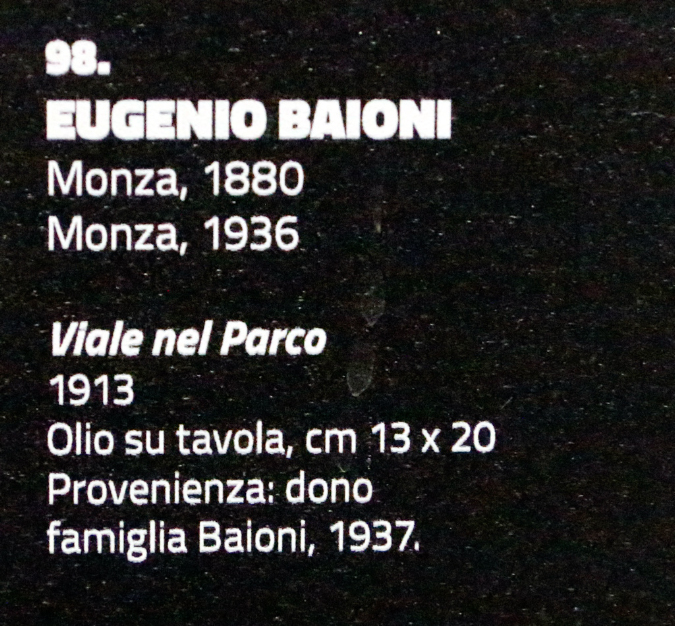 98.
EUGENIO BAIONI
Monza, 1880
Monza, 1936
Viale nel Parco
1913
Olio su tavola, cm 13 x 20
Provenienza: dono
famiglia Baioni, 1937.